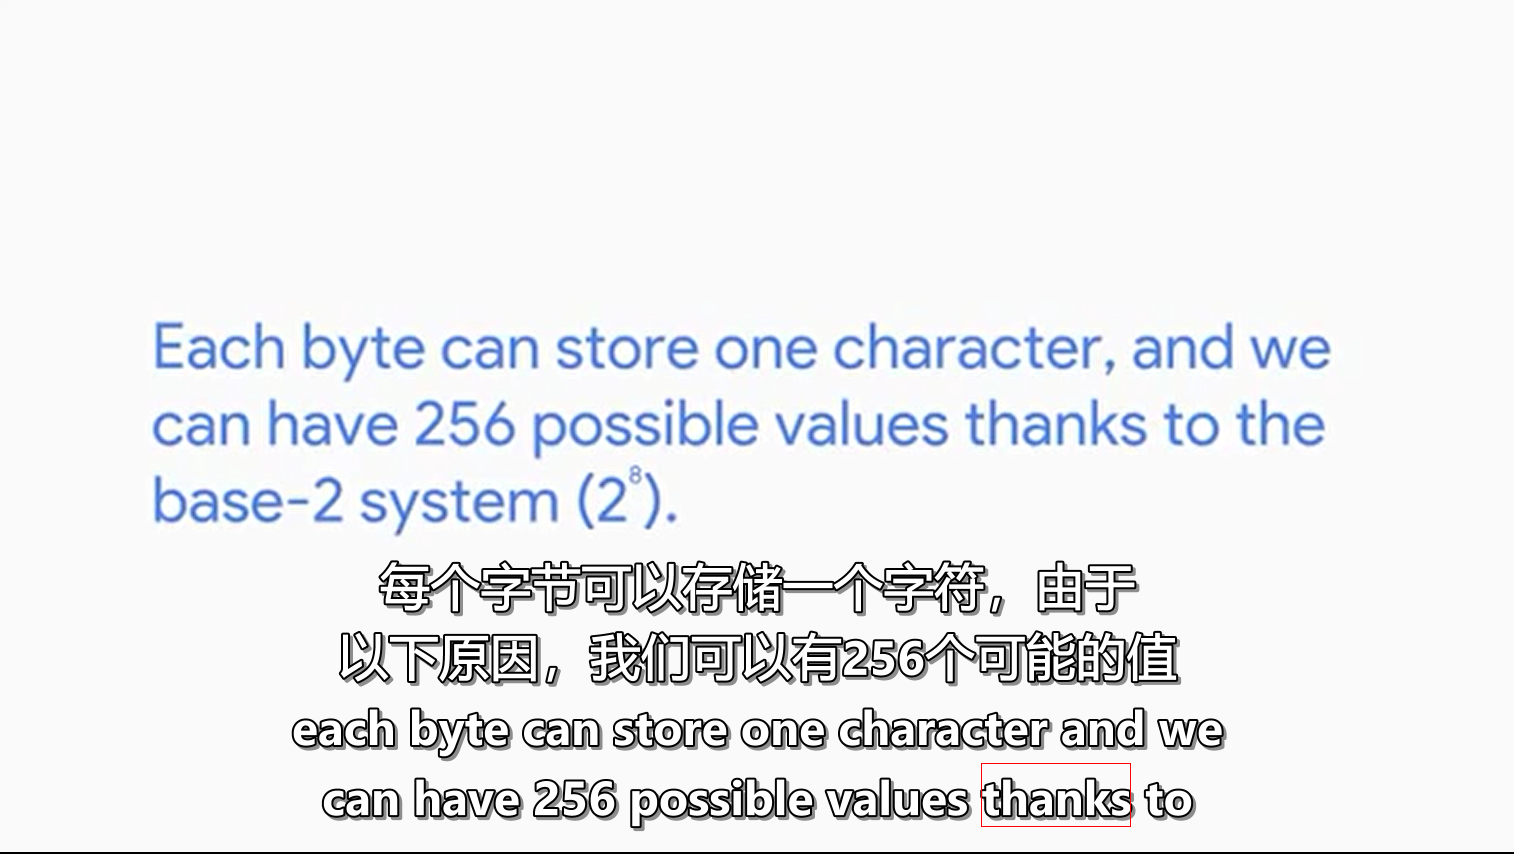 Each byte can store one character, and we
can have 256 possible values thanks to the
base-2 system (2⁸).
每个字节可以存储一个字符，由于
以下原因，我们可以有256个可能的值
each byte can store one character and we
can have 256 possible values thanks to